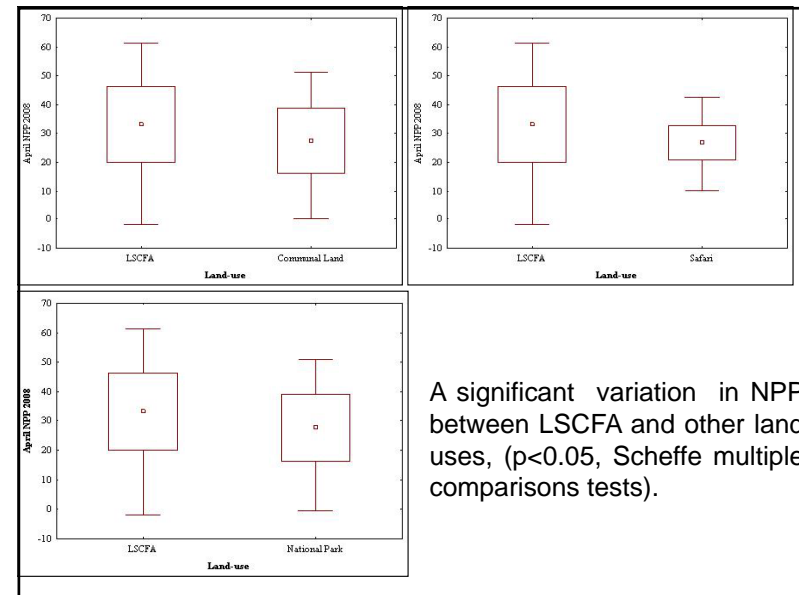 70
60
50
40
30
20
10
0
-10
April NPP 2008
LSCFA Communal Land
Land-use
70
60
50
40
30
20
10
0
-10
April NPP 2008
LSCFA Safari
Land-use
70
60
50
40
30
20
10
0
-10
April NPP 2008
LSCFA National Park
Land-use
A significant variation in NPP
between LSCFA and other land
uses, (p<0.05, Scheffe multiple
comparisons tests).